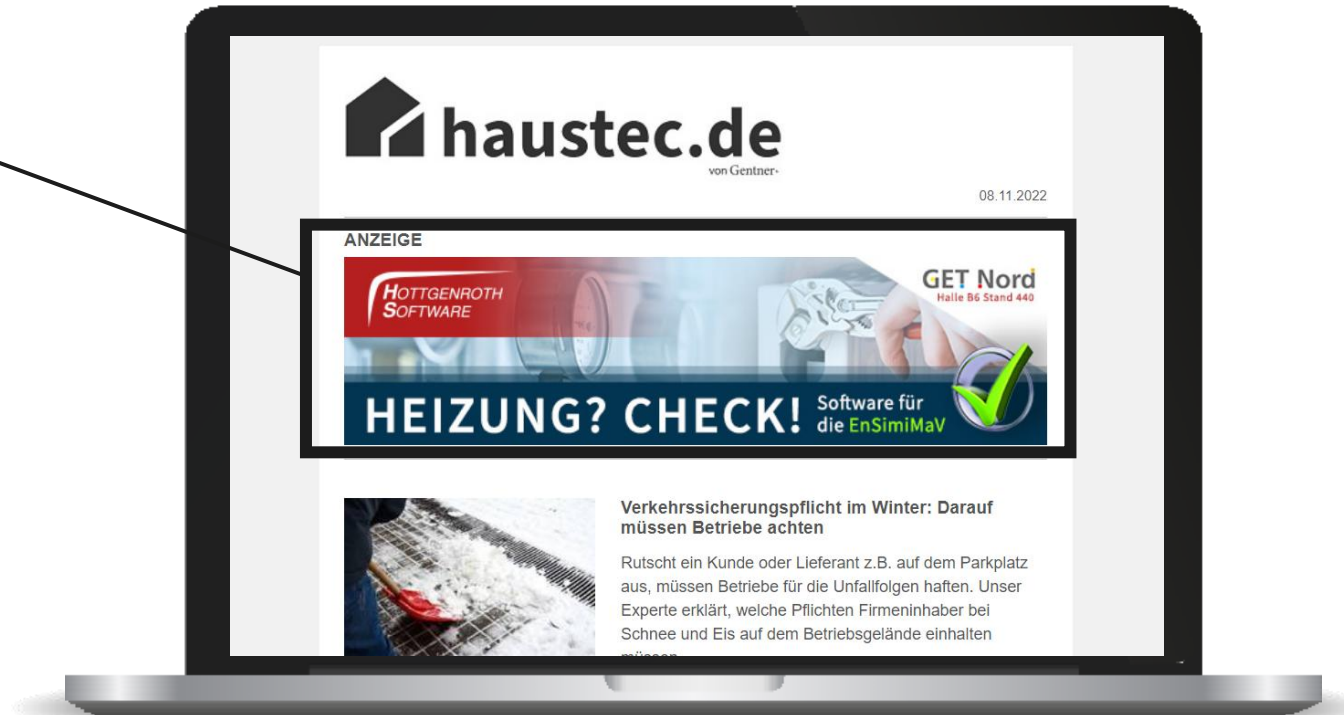 haustec.de
von Gentner
08.11.2022
ANZEIGE
HOTTGENROTH
SOFTWARE
GET Nord
Halle B6 Stand 440
HEIZUNG? CHECK!
Software für
die EnSimiMaV
Verkehrssicherungspflicht im Winter: Darauf
müssen Betriebe achten
Rutscht ein Kunde oder Lieferant z.B. auf dem Parkplatz
aus, müssen Betriebe für die Unfallfolgen haften. Unser
Experte erklärt, welche Pflichten Firmeninhaber bei
Schnee und Eis auf dem Betriebsgelände einhalten